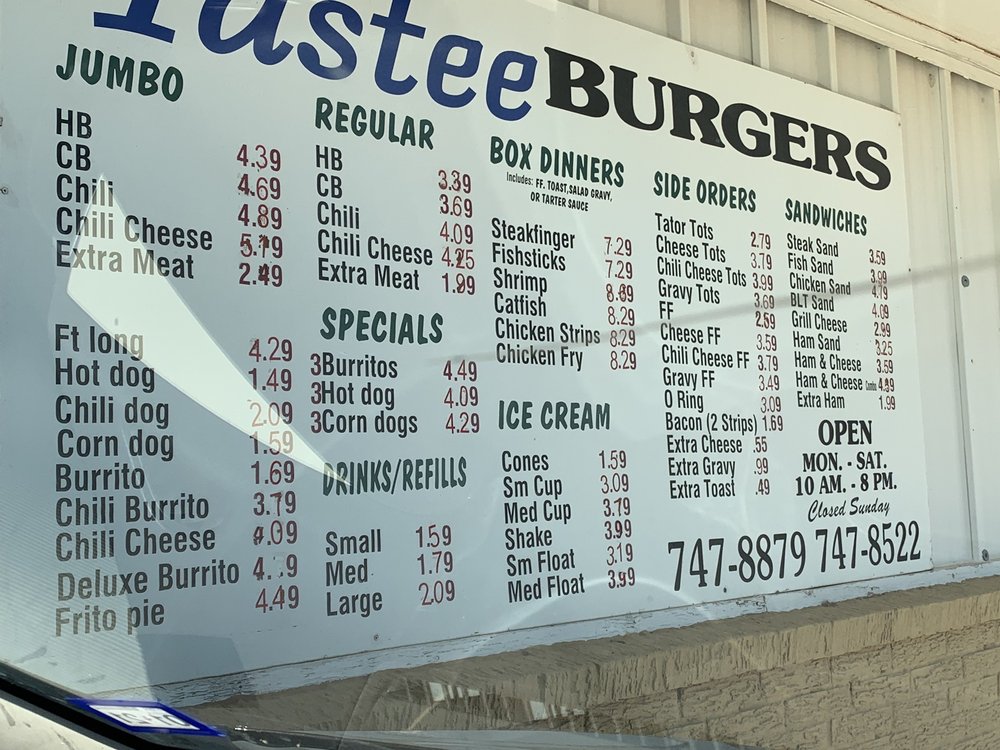 Tastee BURGERS
JUMBO
HB 4.39
CB 4.69
Chili 4.89
Chili Cheese
Extra Meat
Ft long 4.29
Hot dog 1.49
Chili dog 2.09
Corn dog 1.59
Burrito 1.69
Chili Burrito 3.79
Chili Cheese 4.09
Deluxe Burrito
Frito pie 4.49
REGULAR
HB 3.39
CB 3.69
Chili 4.09
Chili Cheese
Extra Meat
SPECIALS
3Burritos 4.49
3Hot dog 4.09
3Corn dogs 4.29
DRINKS/REFILLS
Small 1.59
Med 1.79
Large 2.09
BOX DINNERS
Includes: FF. TOAST,SALAD GRAVY,
OR TARTER SAUCE
Steakfinger 7.29
Fishsticks 7.29
Shrimp 8.69
Catfish 8.29
Chicken Strips 8.29
Chicken Fry 8.29
ICE CREAM
Cones 1.59
Sm Cup 3.09
Med Cup 3.79
Shake 3.99
Sm Float 3.19
Med Float 3.99
SIDE ORDERS
Tator Tots 2.79
Cheese Tots 3.79
Chili Cheese Tots 3.99
Gravy Tots 3.69
FF
Cheese FF 3.59
Chili Cheese FF 3.79
Gravy FF 3.49
O Ring 3.09
Bacon (2 Strips) 1.69
Extra Cheese .55
Extra Gravy .99
Extra Toast .49
SANDWICHES
Steak Sand 3.59
Fish Sand 3.99
Chicken Sand 4.19
BLT Sand 4.09
Grill Cheese 2.99
Ham Sand 3.25
Ham & Cheese 3.59
Ham & Cheese Combo
Extra Ham 1.99
OPEN
MON. - SAT.
10 AM. - 8 PM.
Closed Sunday
747-8879 747-8522